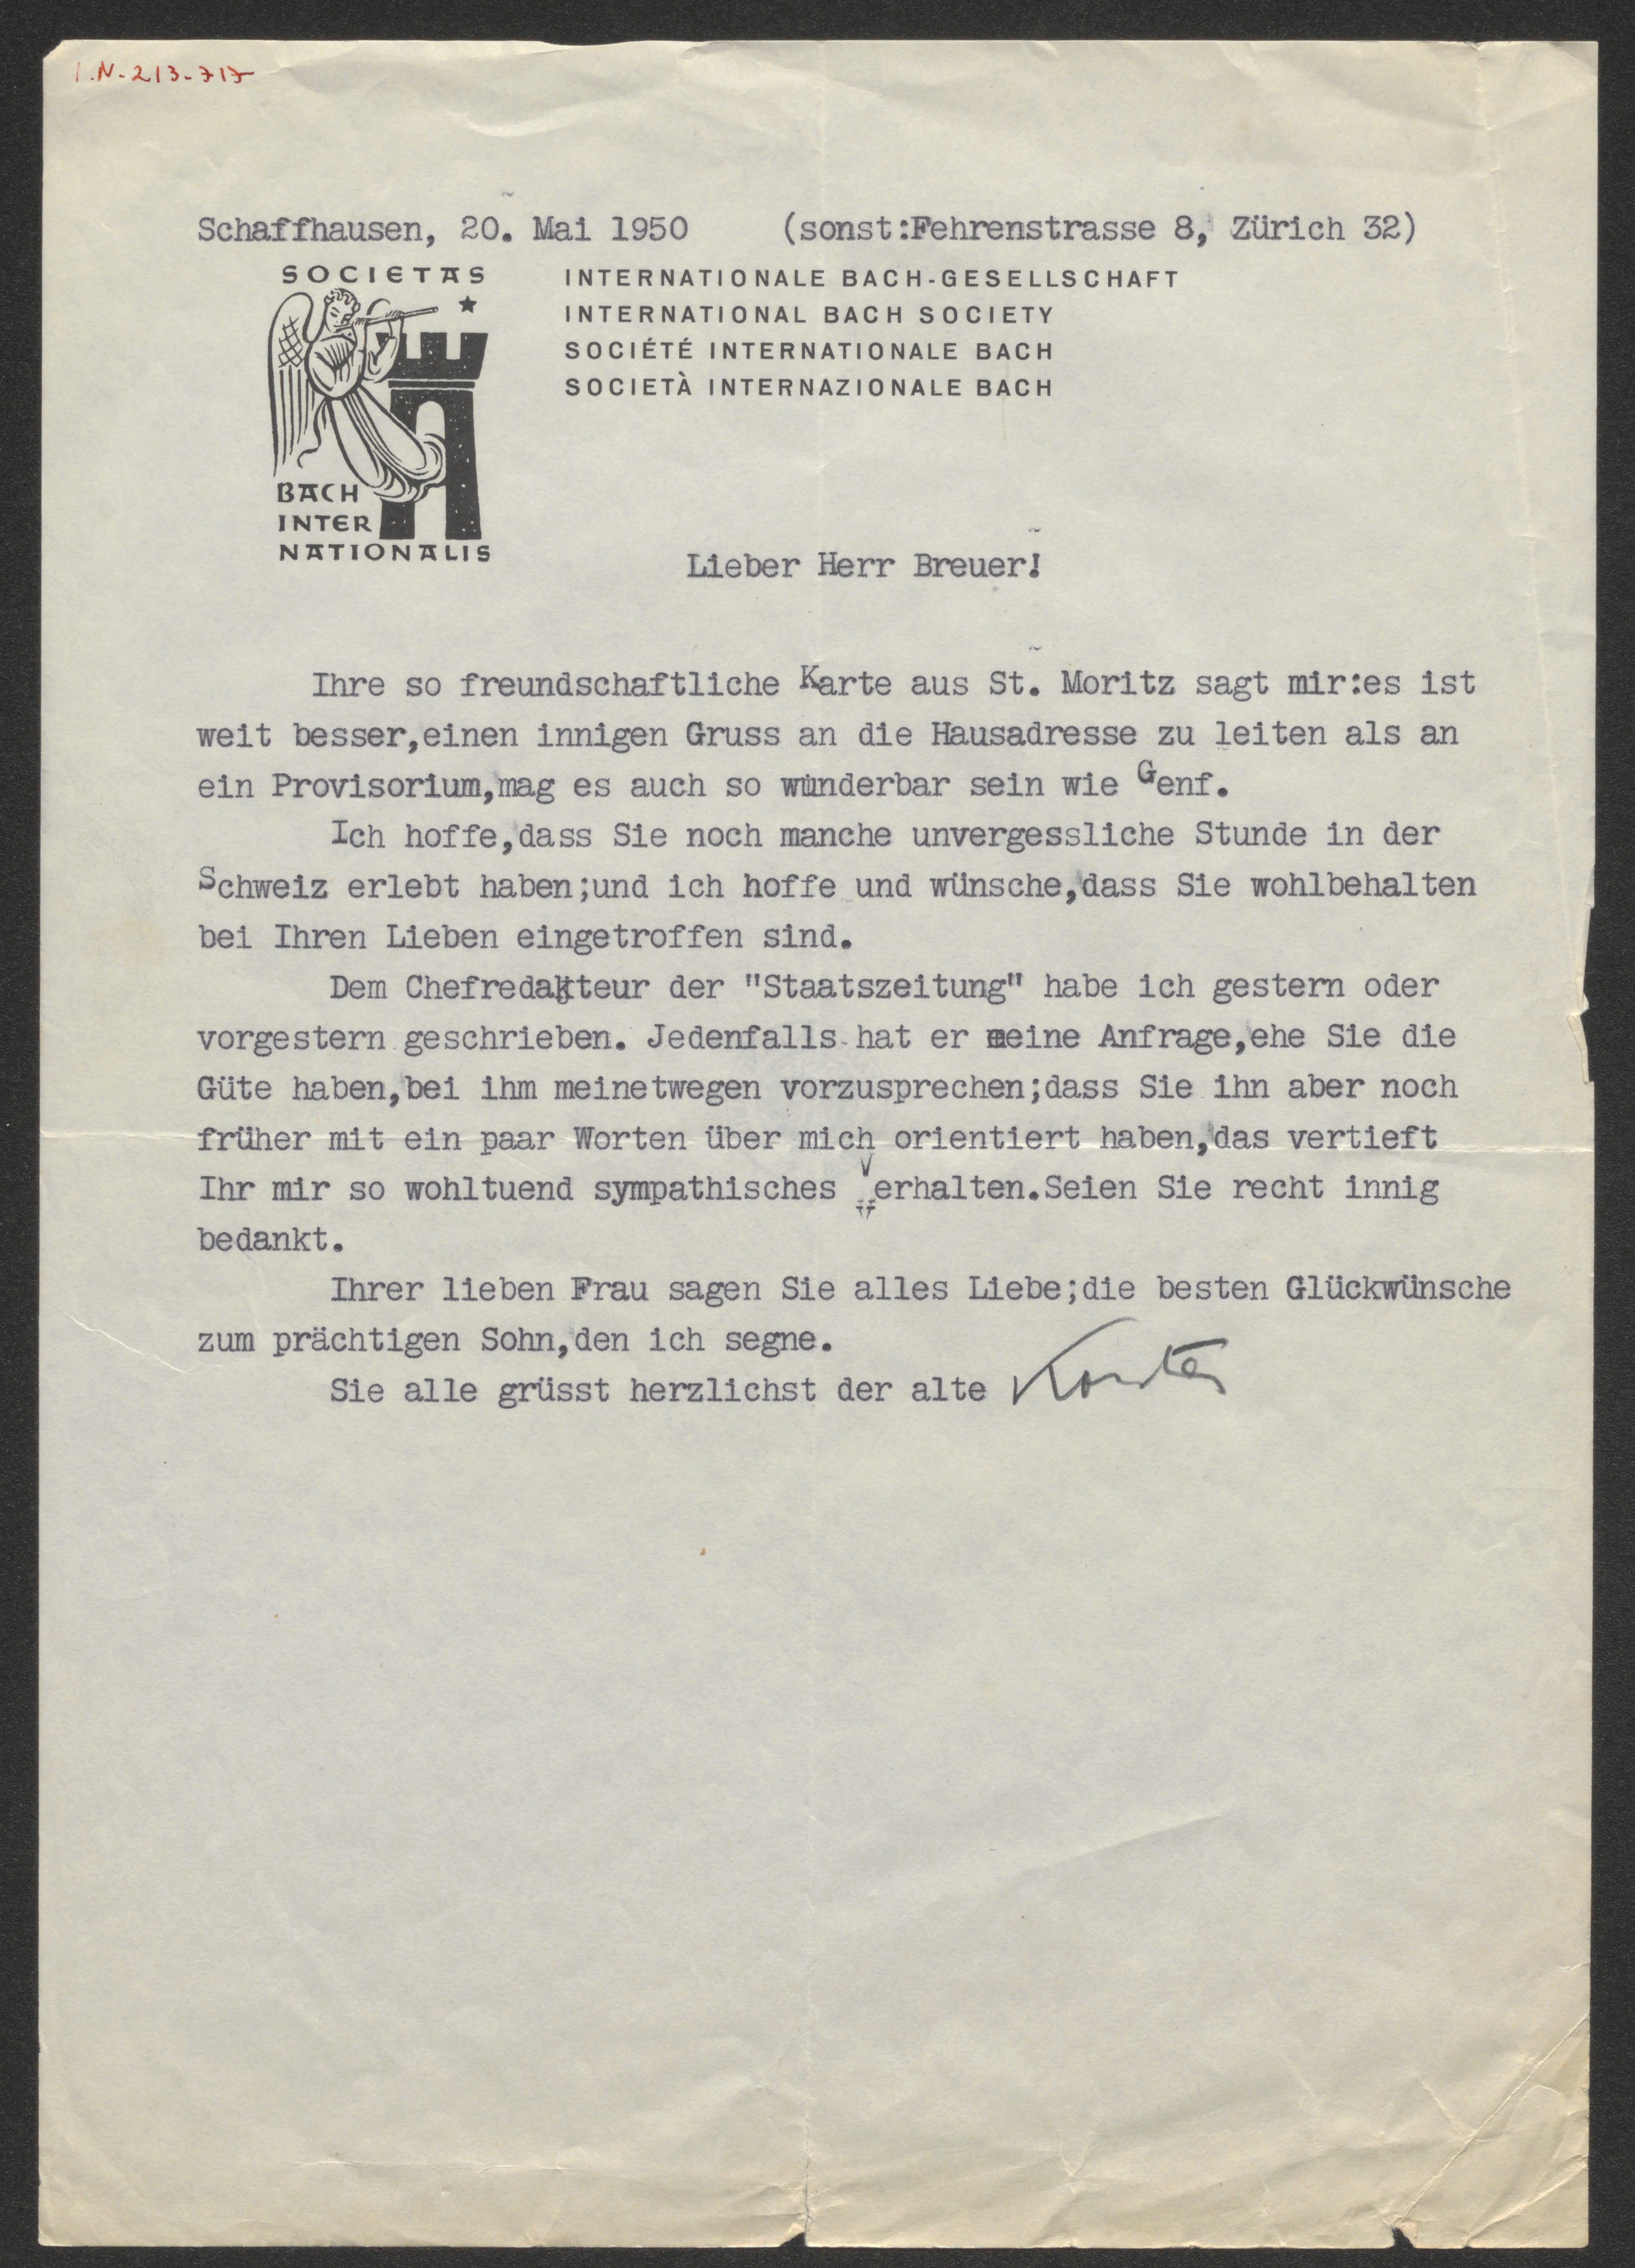 I.N. 213.717
Schaffhausen, 20. Mai 1950 (sonst:Fehrenstrasse 8, Zürich 32)
SOCIETAS
BACH
INTER
NATIONALIS
INTERNATIONALE BACH-GESELLSCHAFT
INTERNATIONAL BACH SOCIETY
SOCIÉTÉ INTERNATIONALE BACH
SOCIETÀ INTERNAZIONALE BACH
Lieber Herr Breuer!
Ihre so freundschaftliche Karte aus St. Moritz sagt mir:es ist
weit besser,einen innigen Gruss an die Hausadresse zu leiten als an
ein Provisorium,mag es auch so wunderbar sein wie Genf.
Ich hoffe,dass Sie noch manche unvergessliche Stunde in der
Schweiz erlebt haben;und ich hoffe und wünsche,dass Sie wohlbehalten
bei Ihren Lieben eingetroffen sind.
Dem Chefredakteur der "Staatszeitung" habe ich gestern oder
vorgestern geschrieben. Jedenfalls hat er meine Anfrage,ehe Sie die
Güte haben,bei ihm meinetwegen vorzusprechen;dass Sie ihn aber noch
früher mit ein paar Worten über mich orientiert haben,das vertieft
Ihr mir so wohltuend sympathisches Verhalten.Seien Sie recht innig
bedankt.
Ihrer lieben Frau sagen Sie alles Liebe;die besten Glückwünsche
zum prächtigen Sohn,den ich segne.
Sie alle grüsst herzlichst der alte